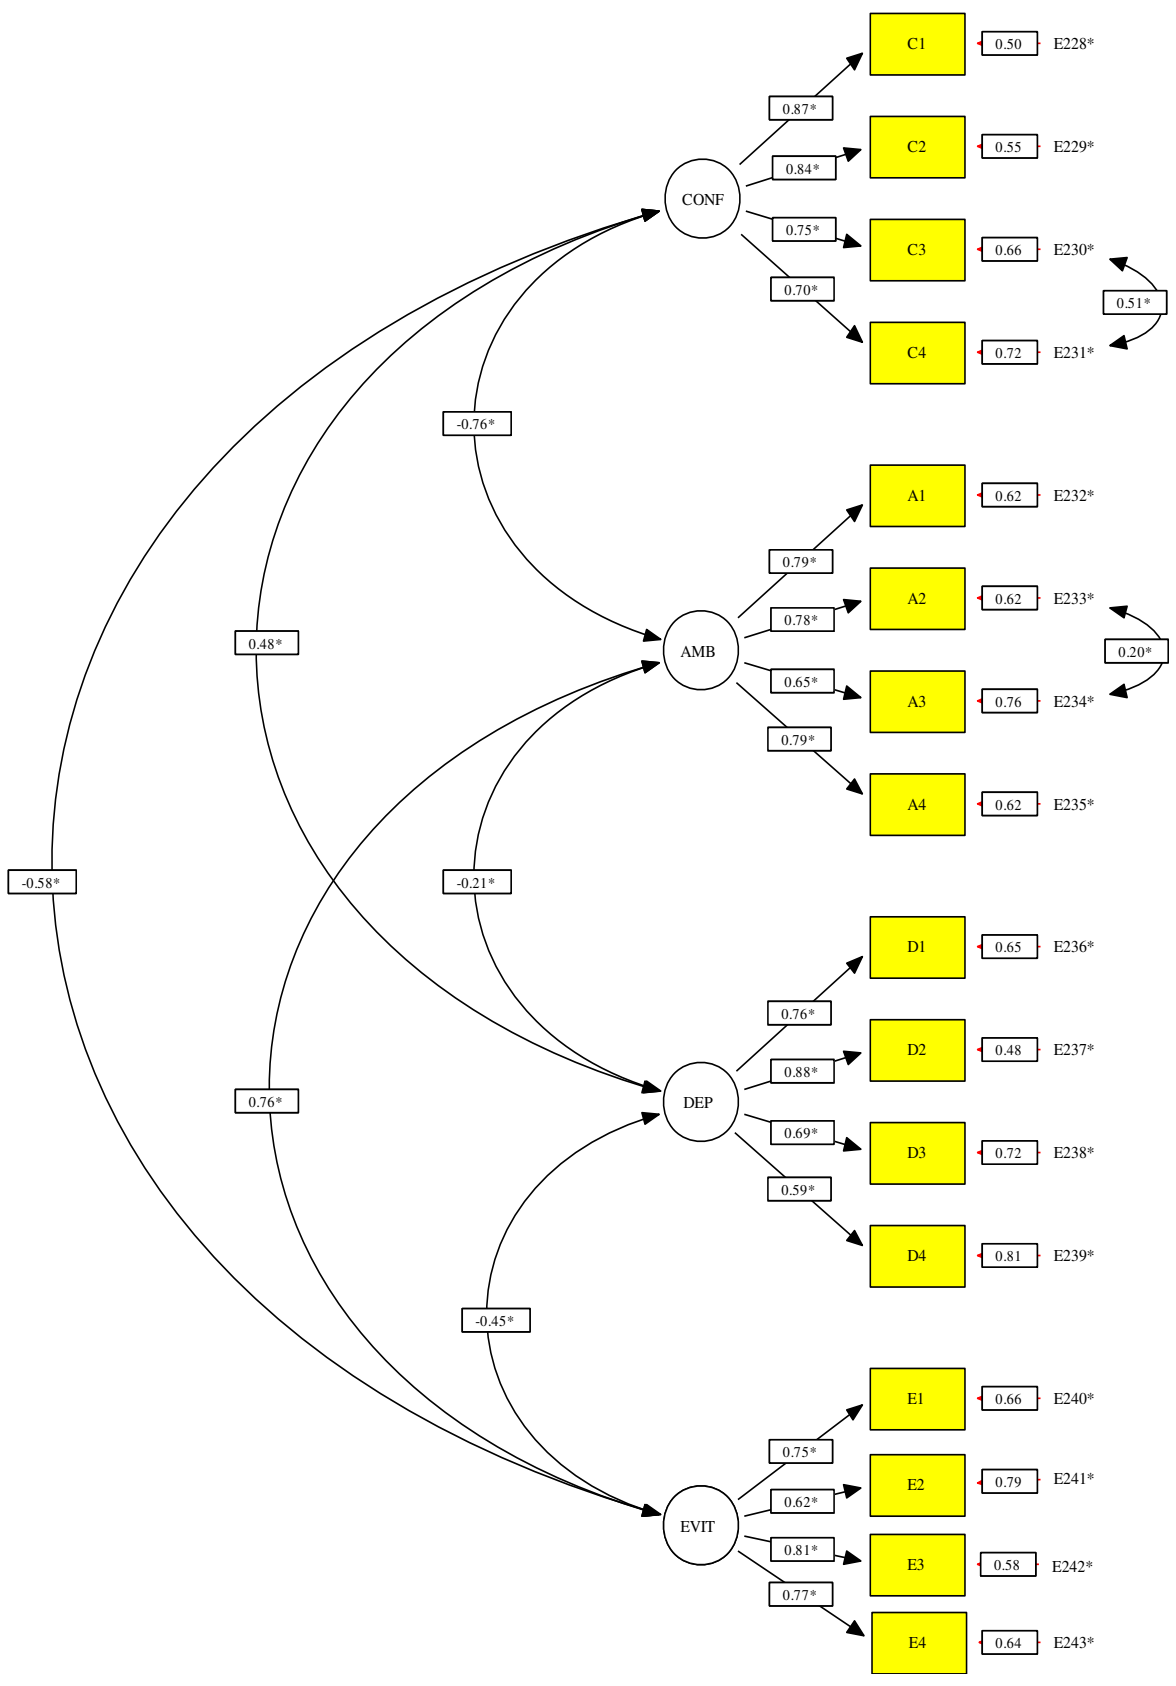 C1 0.50 E228*
0.87*
C2 0.55 E229*
0.84*
CONF
0.75*
C3 0.66 E230*
0.70*
0.51*
C4 0.72 E231*
-0.76*
A1 0.62 E232*
0.79*
A2 0.62 E233*
0.78*
0.48*
AMB
0.20*
0.65*
A3 0.76 E234*
0.79*
A4 0.62 E235*
-0.58*
-0.21*
D1 0.65 E236*
0.76*
D2 0.48 E237*
0.88*
0.76*
DEP
0.69*
D3 0.72 E238*
0.59*
D4 0.81 E239*
-0.45*
E1 0.66 E240*
0.75*
E2 0.79 E241*
0.62*
EVIT
0.81*
E3 0.58 E242*
0.77*
E4 0.64 E243*